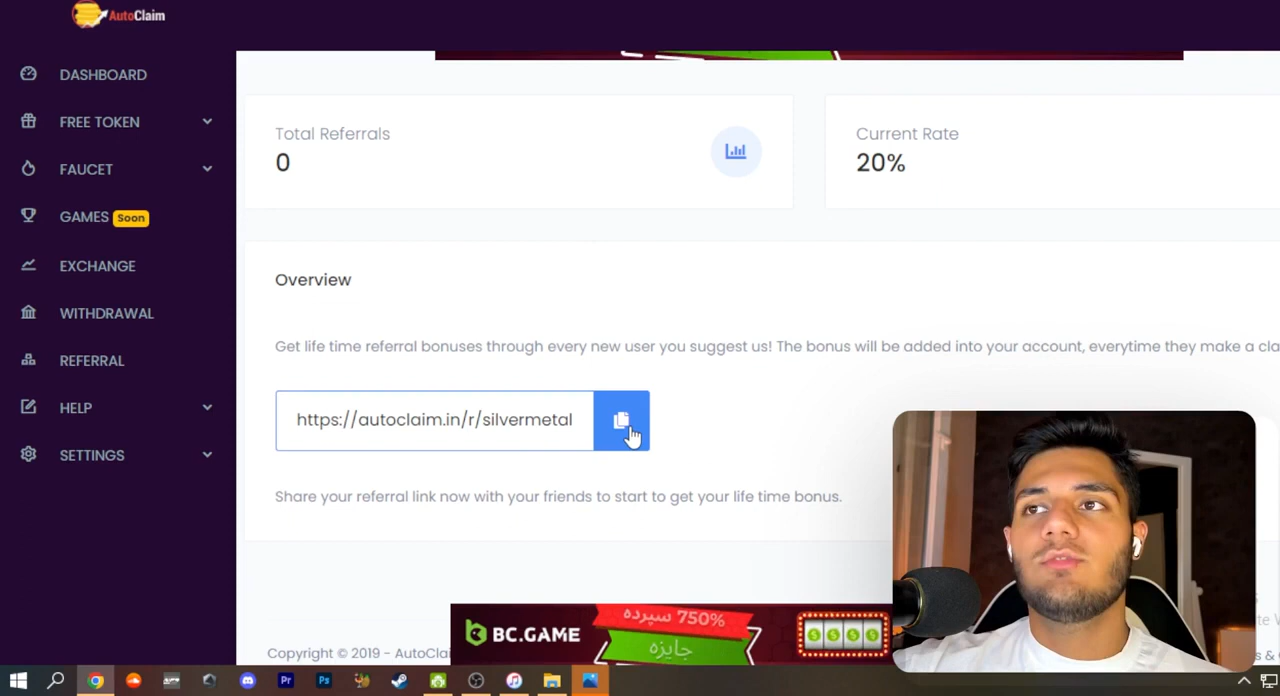 AutoClaim
DASHBOARD
FREE TOKEN
FAUCET
GAMES Soon
EXCHANGE
WITHDRAWAL
REFERRAL
HELP
SETTINGS
Total Referrals
0
Current Rate
20%
Overview
Get life time referral bonuses through every new user you suggest us! The bonus will be added into your account, everytime they make a cla
https://autoclaim.in/r/silvermetal
Share your referral link now with your friends to start to get your life time bonus.
BC.GAME
750% سپرده
جایزه
Copyright © 2019 - AutoClai
Pr
Ps